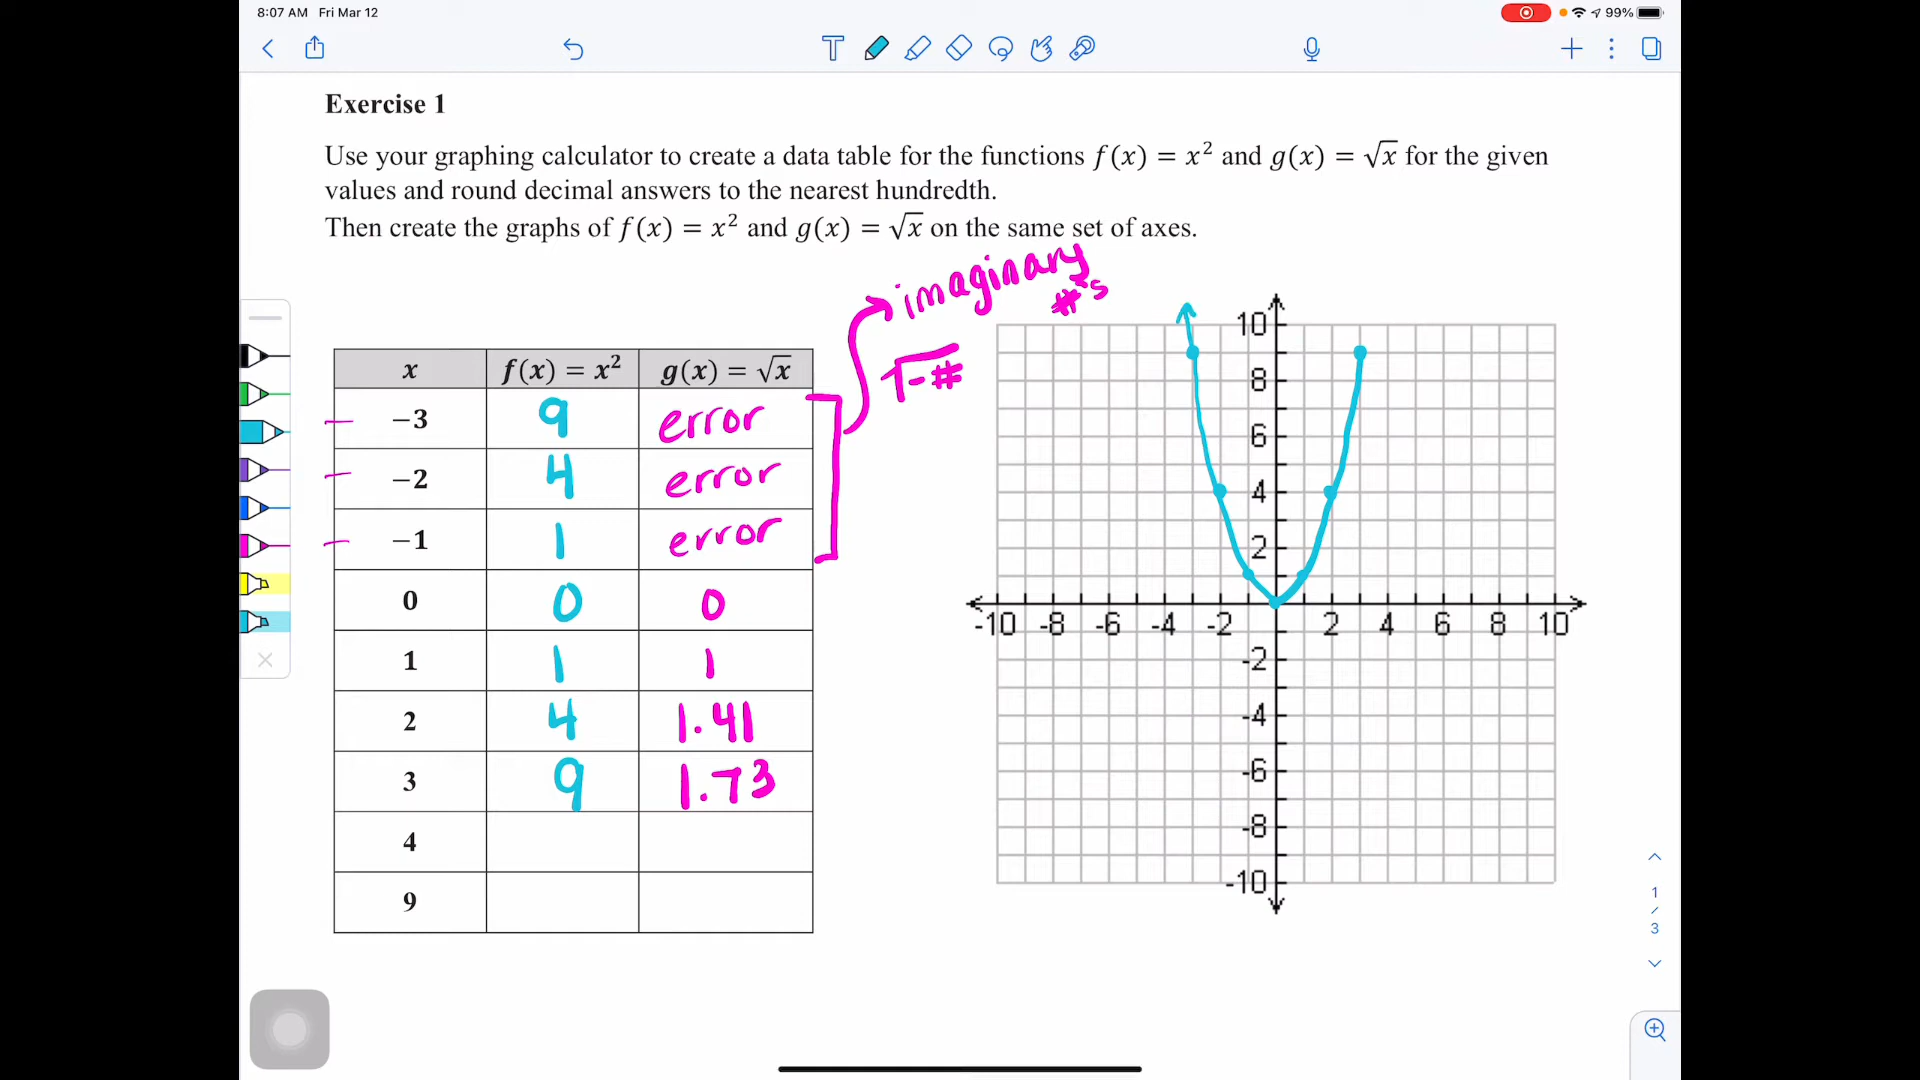 8:07 AM Fri Mar 12
99%
Exercise 1
Use your graphing calculator to create a data table for the functions f(x) = x² and g(x) = √x for the given
values and round decimal answers to the nearest hundredth.
Then create the graphs of f(x) = x² and g(x) = √x on the same set of axes.
imaginary
#'s
√-#
x f(x) = x² g(x) = √x
−3 9 error
−2 4 error
−1 1 error
0 0 0
1 1 1
2 4 1.41
3 9 1.73
4
9
10
8
6
4
2
-10 -8 -6 -4 -2 2 4 6 8 10
-2
-4
-6
-8
-10
1
/
3